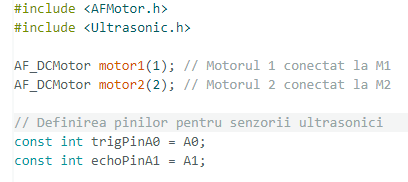 #include <AFMotor.h>
#include <Ultrasonic.h>
AF_DCMotor motor1(1); // Motorul 1 conectat la M1
AF_DCMotor motor2(2); // Motorul 2 conectat la M2
// Definirea pinilor pentru senzorii ultrasonici
const int trigPinA0 = A0;
const int echoPinA1 = A1;